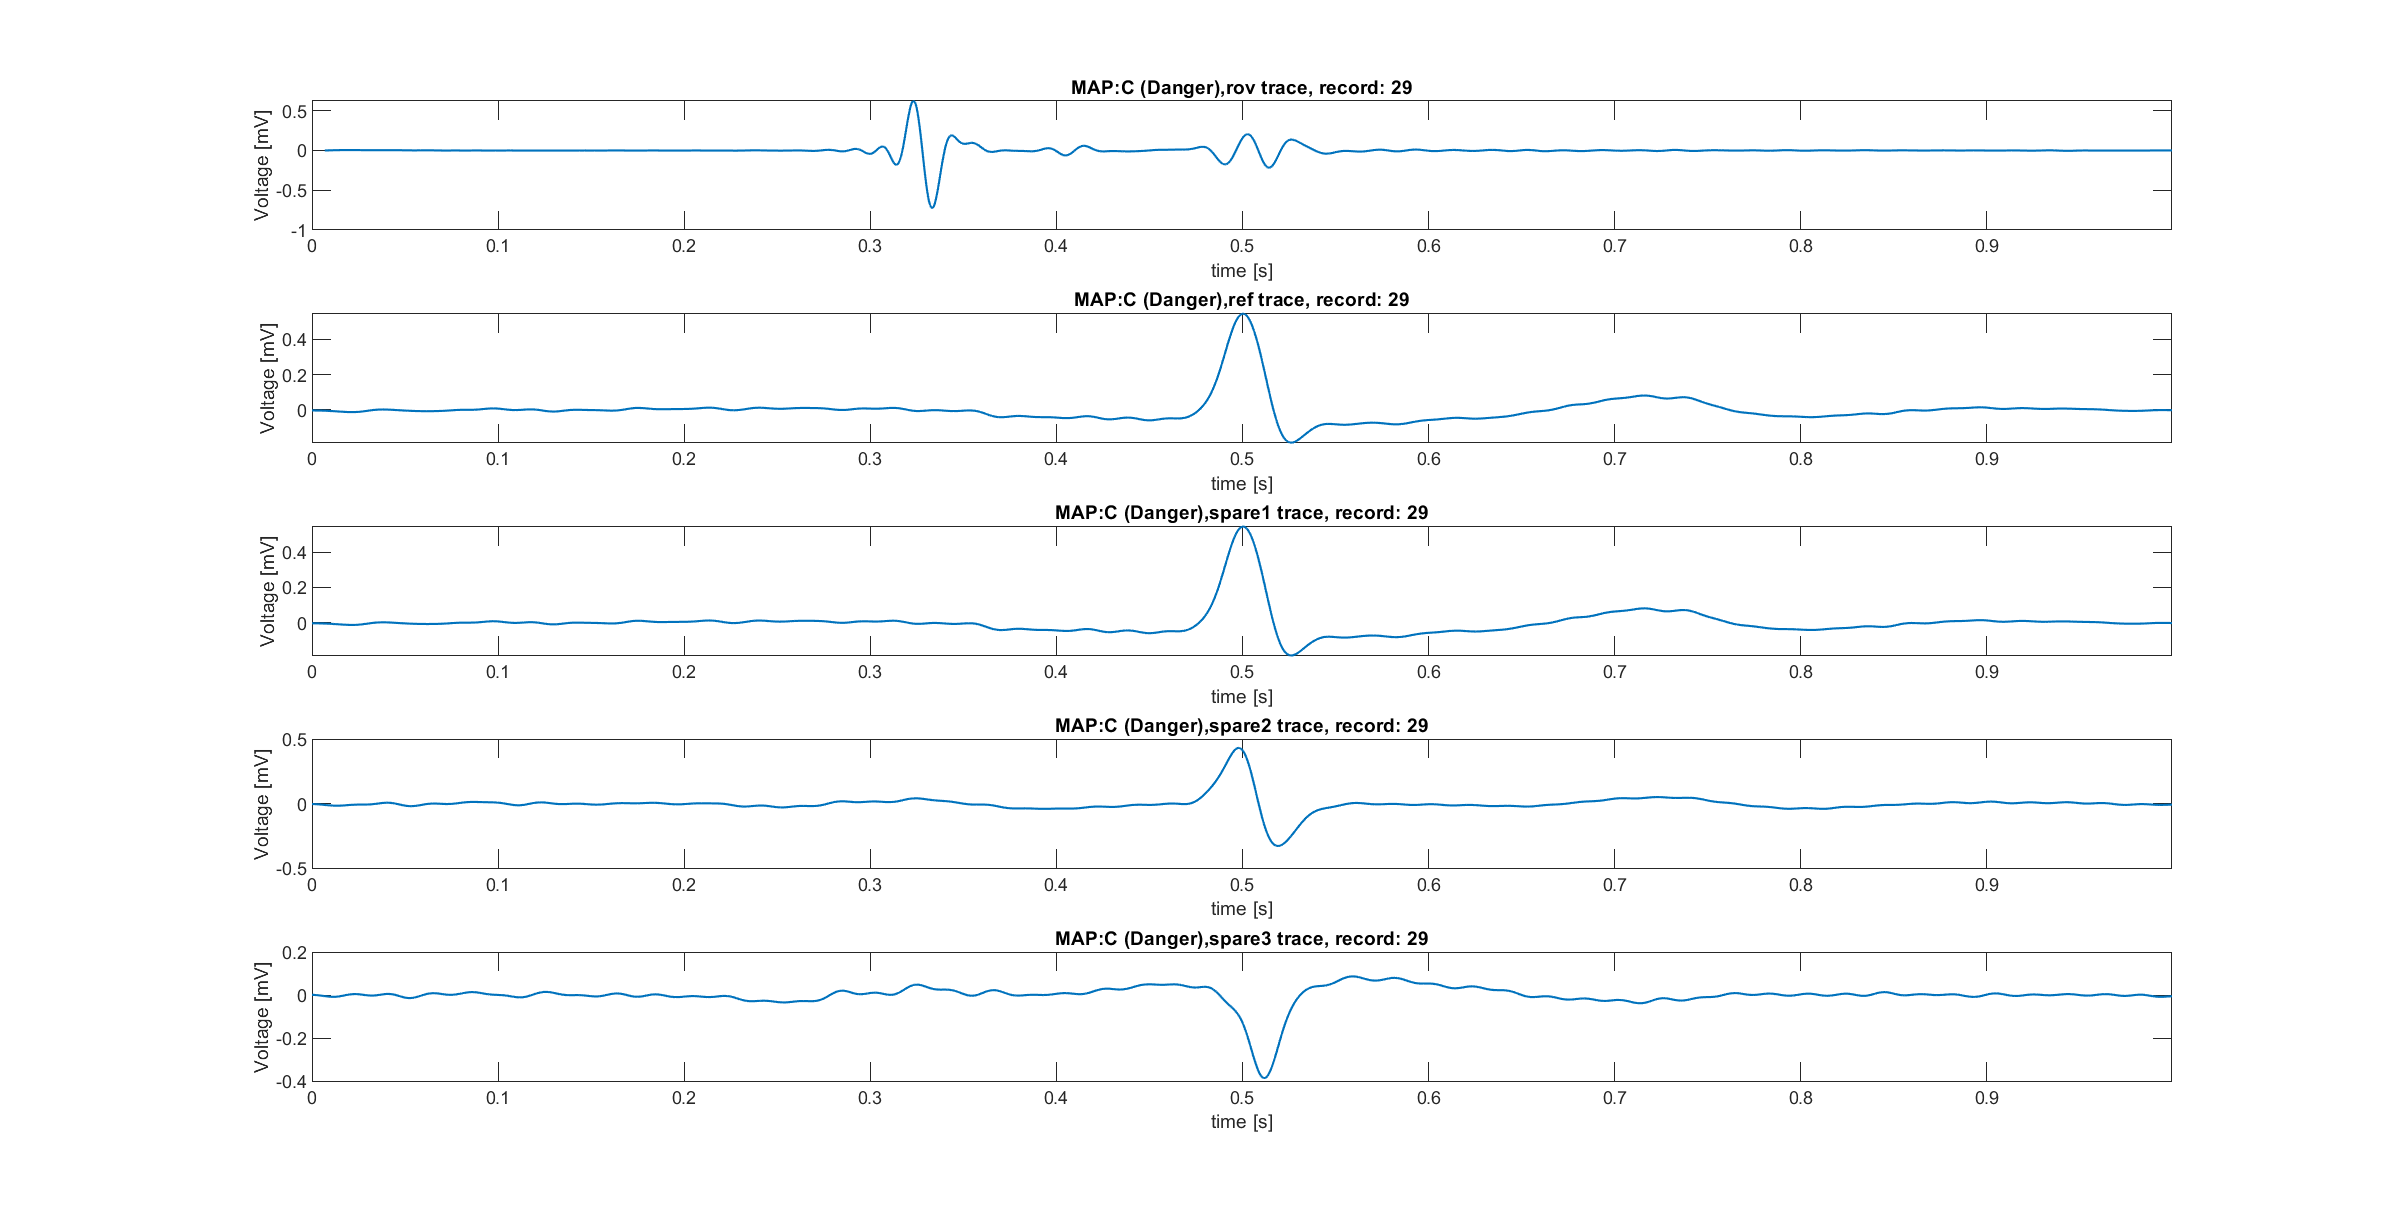 MAP:C (Danger),rov trace, record: 29
Voltage [mV]
0.5
0
-0.5
-1
0 0.1 0.2 0.3 0.4 0.5 0.6 0.7 0.8 0.9
time [s]
MAP:C (Danger),ref trace, record: 29
Voltage [mV]
0.4
0.2
0
0 0.1 0.2 0.3 0.4 0.5 0.6 0.7 0.8 0.9
time [s]
MAP:C (Danger),spare1 trace, record: 29
Voltage [mV]
0.4
0.2
0
0 0.1 0.2 0.3 0.4 0.5 0.6 0.7 0.8 0.9
time [s]
MAP:C (Danger),spare2 trace, record: 29
Voltage [mV]
0.5
0
-0.5
0 0.1 0.2 0.3 0.4 0.5 0.6 0.7 0.8 0.9
time [s]
MAP:C (Danger),spare3 trace, record: 29
Voltage [mV]
0.2
0
-0.2
-0.4
0 0.1 0.2 0.3 0.4 0.5 0.6 0.7 0.8 0.9
time [s]